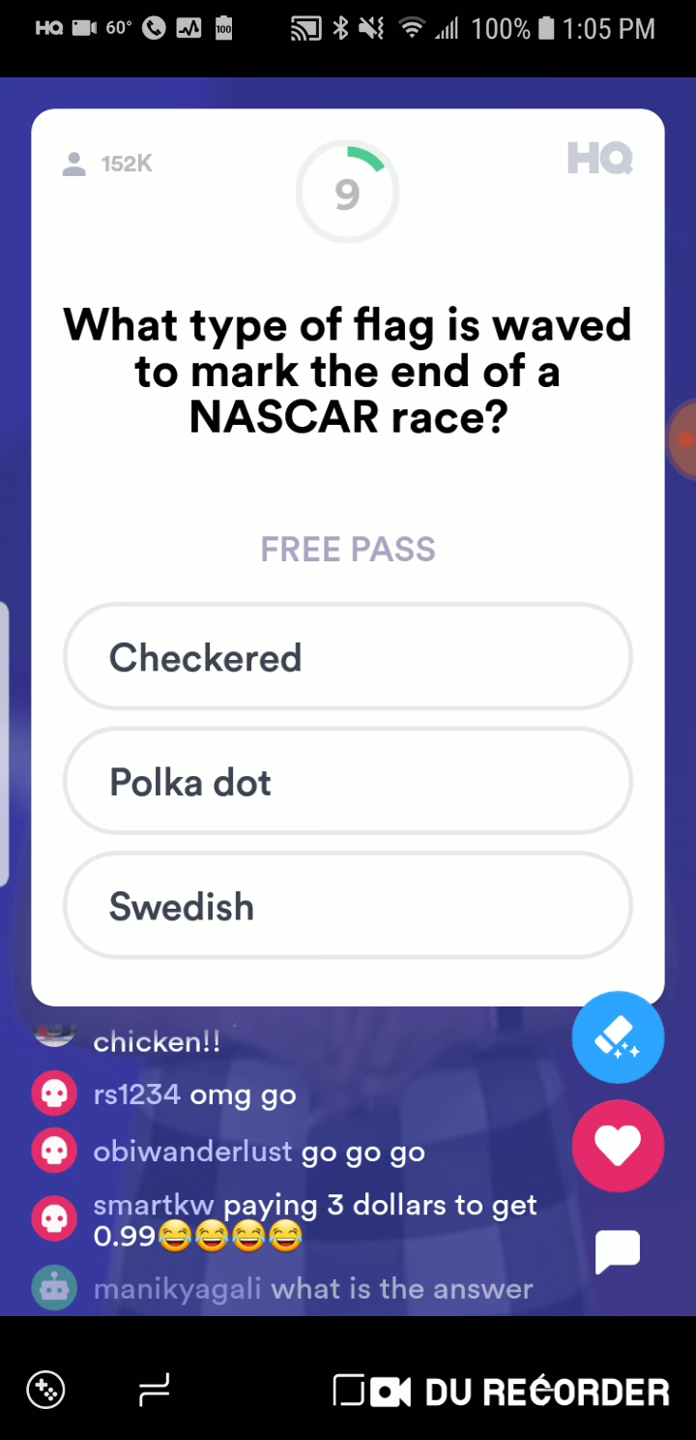 HQ 60° 100 100% 1:05 PM
152K
9
HQ
What type of flag is waved
to mark the end of a
NASCAR race?
FREE PASS
Checkered
Polka dot
Swedish
chicken!!
rs1234 omg go
obiwanderlust go go go
smartkw paying 3 dollars to get
0.99😂😂😂😂
manikyagali what is the answer
DU RECORDER